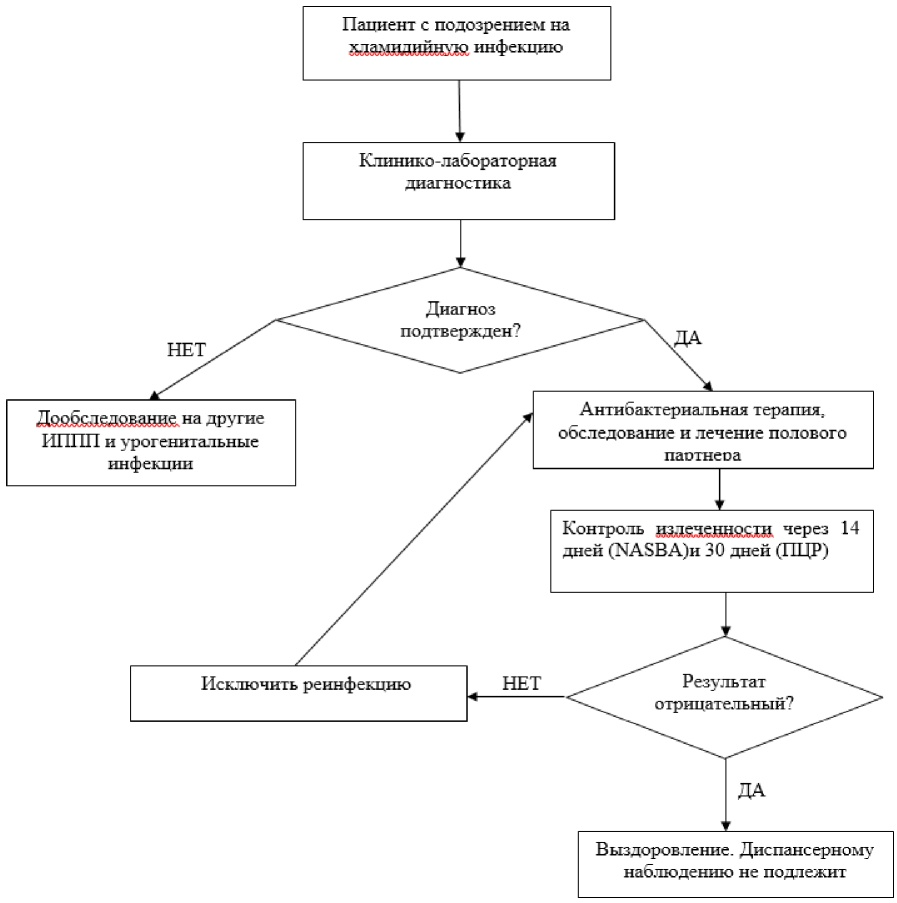 Пациент с подозрением на
хламидийную инфекцию
Клинико-лабораторная
диагностика
Диагноз
подтвержден?
НЕТ
ДА
Дообследование на другие
ИППП и урогенитальные
инфекции
Антибактериальная терапия,
обследование и лечение полового
партнера
Контроль излеченности через 14
дней (NASBA)и 30 дней (ПЦР)
Исключить реинфекцию
НЕТ
Результат
отрицательный?
ДА
Выздоровление. Диспансерному
наблюдению не подлежит